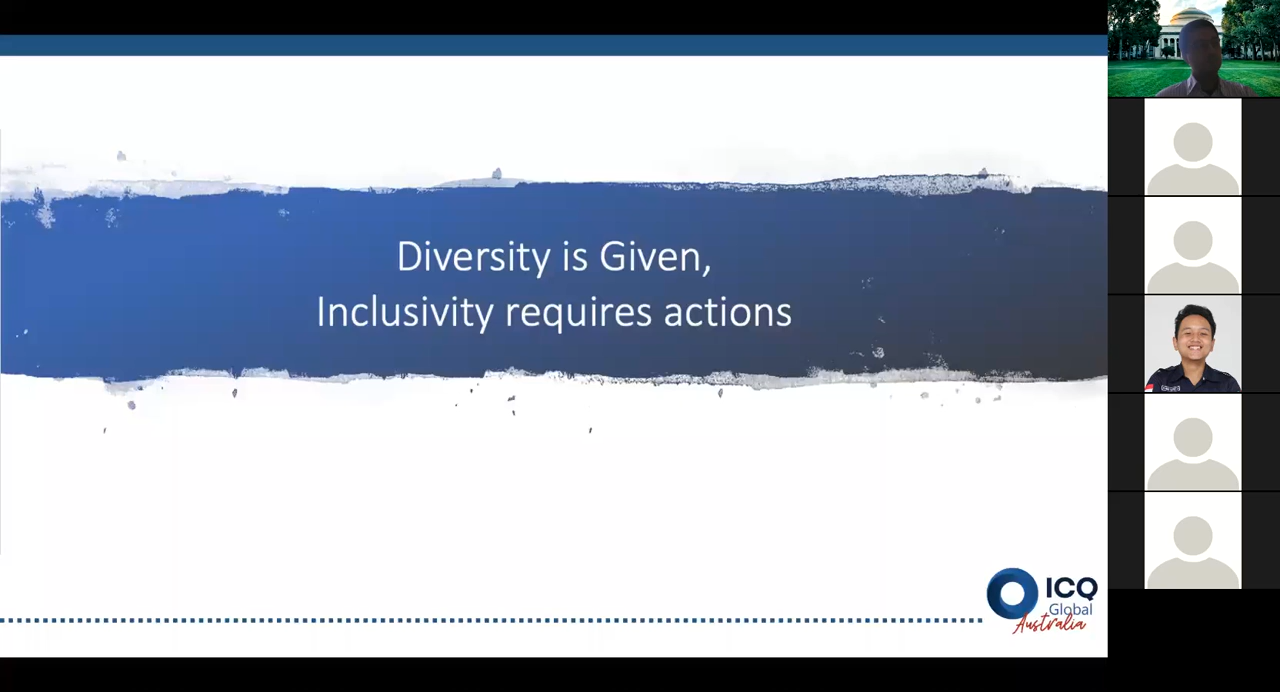 Diversity is Given,
Inclusivity requires actions
ICQ
Global
Australia